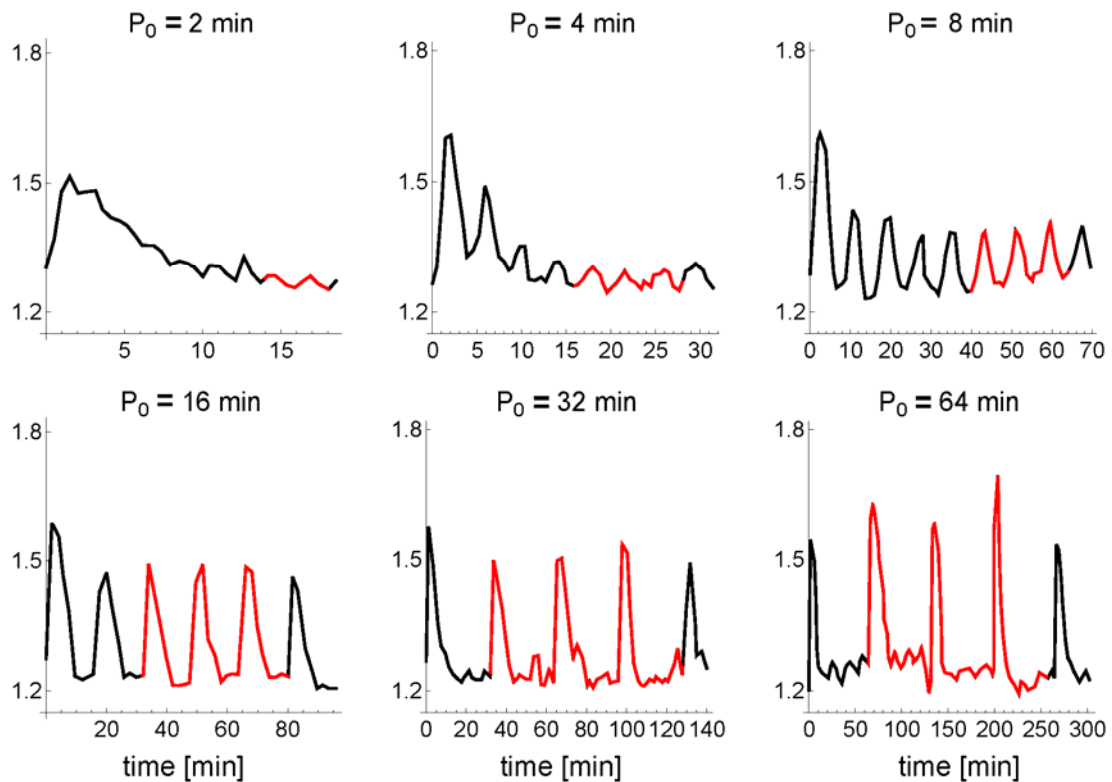 P₀ = 2 min P₀ = 4 min P₀ = 8 min
1.8 1.8 1.8
1.5 1.5 1.5
1.2 1.2 1.2
5 10 15 0 5 10 15 20 25 30 0 10 20 30 40 50 60 70
P₀ = 16 min P₀ = 32 min P₀ = 64 min
1.8 1.8 1.8
1.5 1.5 1.5
1.2 1.2 1.2
20 40 60 80 0 20 40 60 80 100 120 140 0 50 100 150 200 250 300
time [min] time [min] time [min]